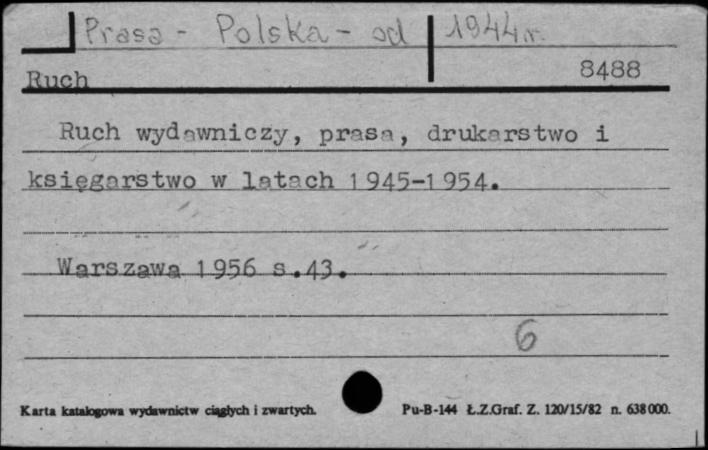 Prasa - Polska - od 1944 r.
Ruch 8488
Ruch wydawniczy, prasa, drukarstwo i
księgarstwo w latach 1945-1954.
Warszawa 1956 s.43.
6
Karta katalogowa wydawnictw ciągłych i zwartych. Pu-B-144 Ł.Z.Graf. Z. 120/15/82 n. 638000.